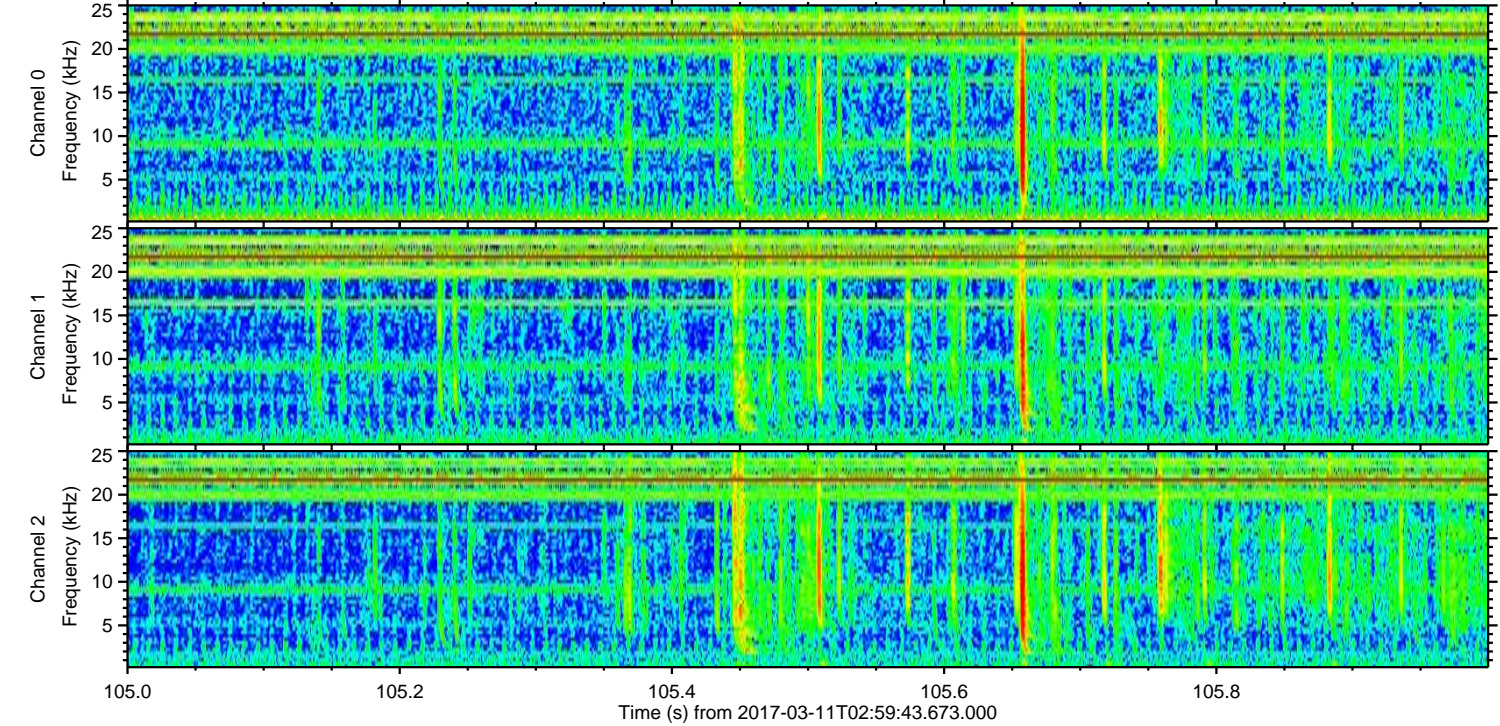 25
20
15
10
5
Channel 0
Frequency (kHz)
25
20
15
10
5
Channel 1
Frequency (kHz)
25
20
15
10
5
Channel 2
Frequency (kHz)
105.0 105.2 105.4 105.6 105.8
Time (s) from 2017-03-11T02:59:43.673.000